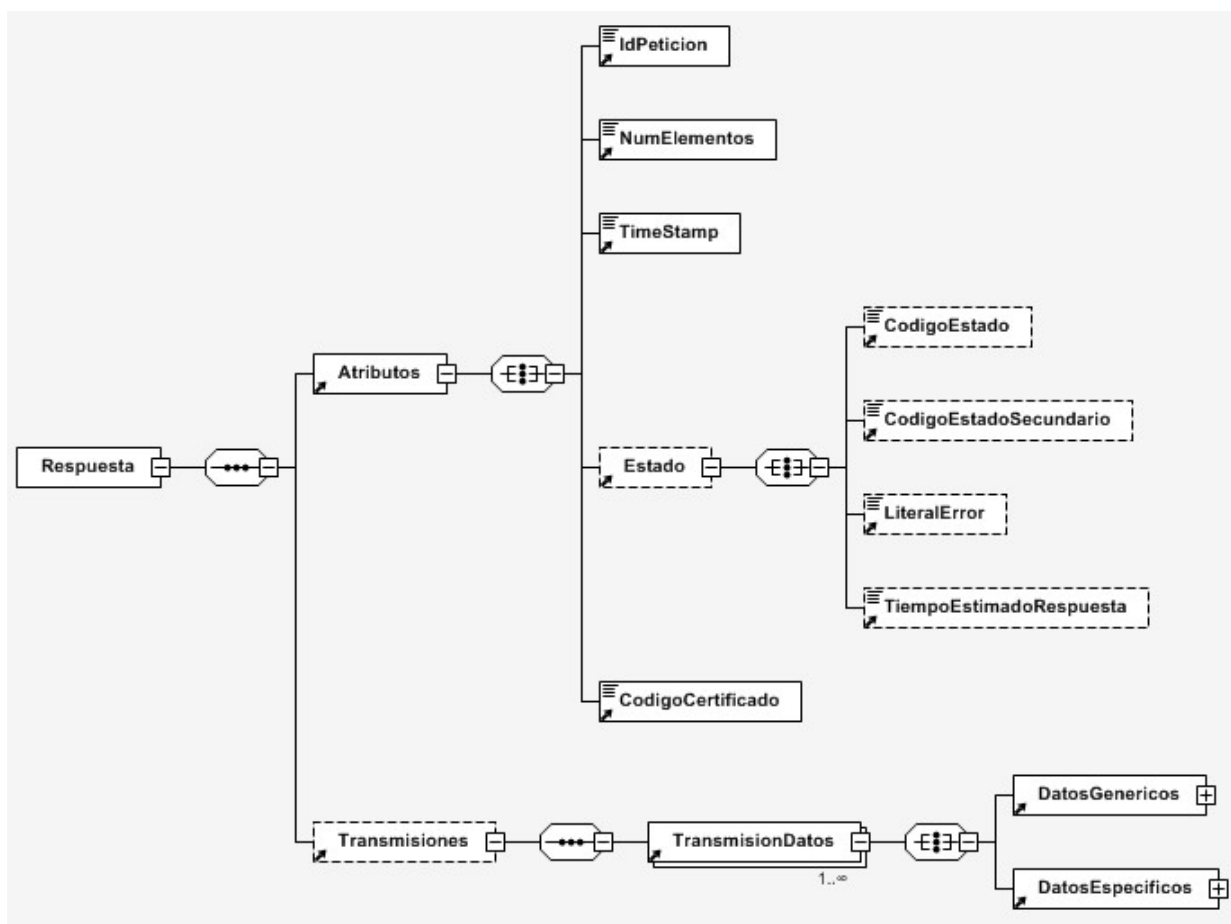 IdPeticion
NumElementos
TimeStamp
CodigoEstado
Atributos
CodigoEstadoSecundario
Respuesta
Estado
LiteralError
TiempoEstimadoRespuesta
CodigoCertificado
DatosGenericos
Transmisiones
TransmisionDatos
1..∞
DatosEspecificos